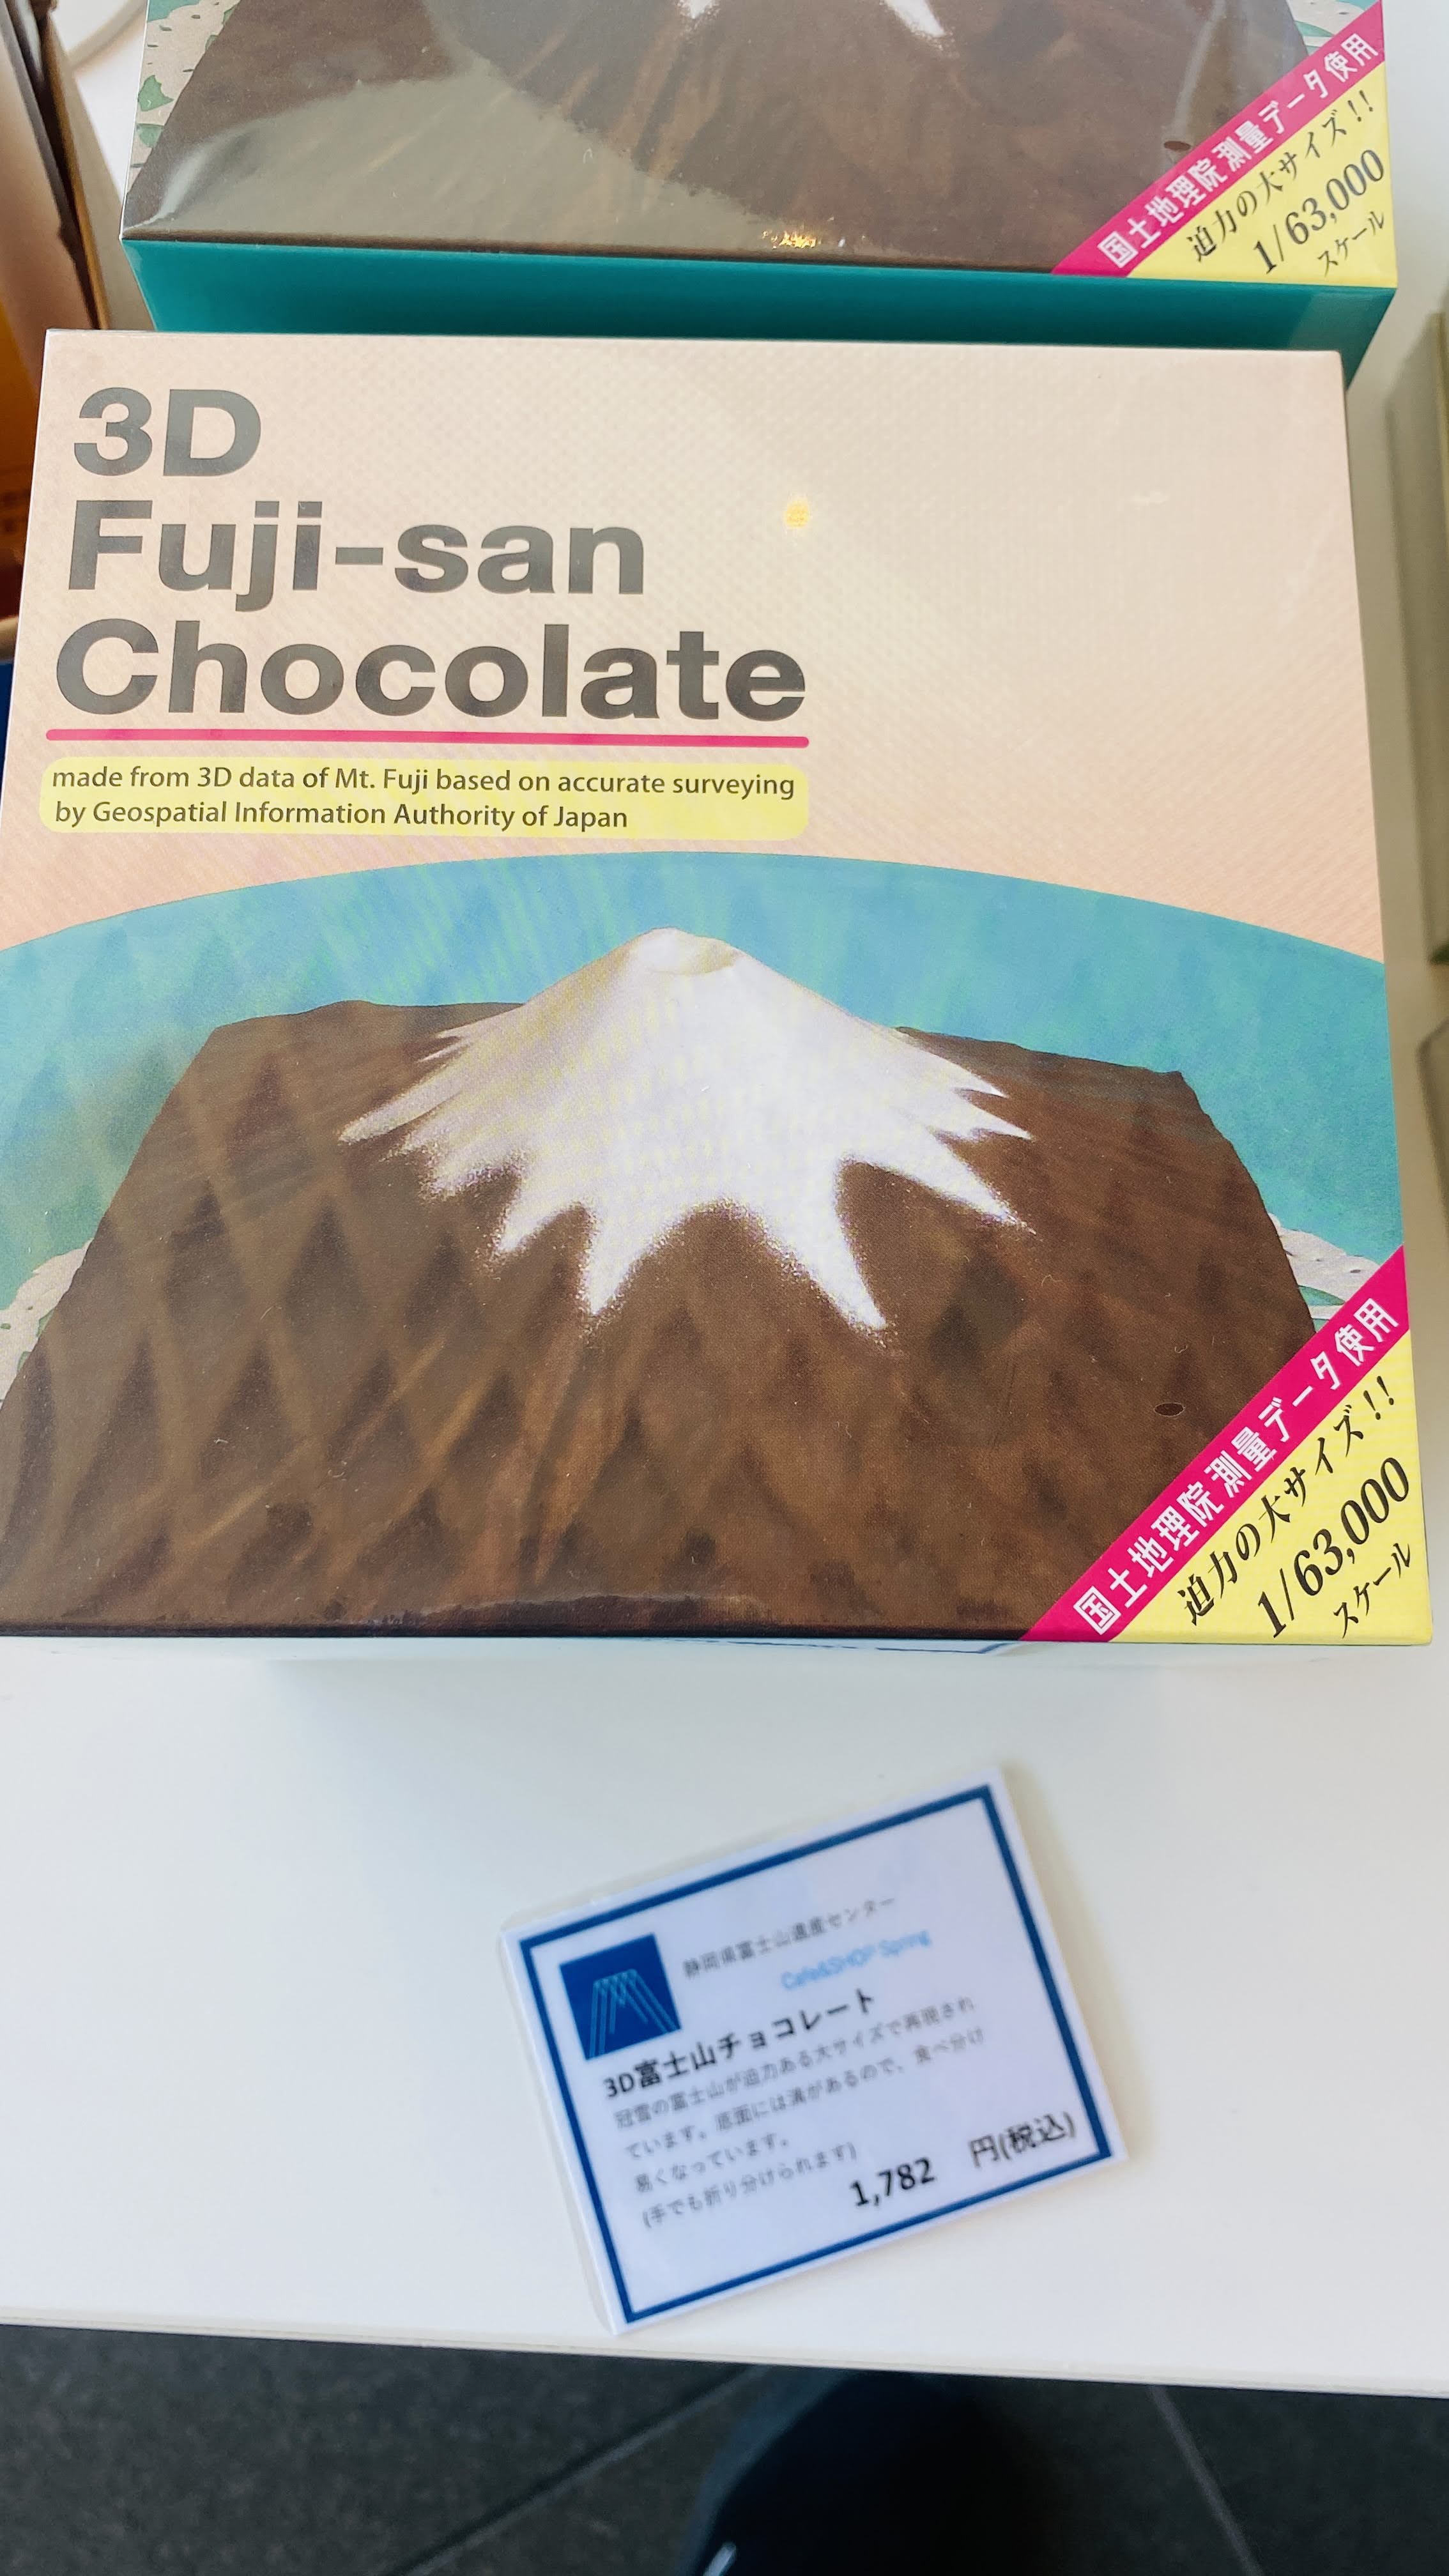 国土地理院測量データ使用
迫力の大サイズ!!
1/63,000
スケール
3D
Fuji-san
Chocolate
made from 3D data of Mt. Fuji based on accurate surveying
by Geospatial Information Authority of Japan
国土地理院測量データ使用
迫力の大サイズ!!
1/63,000
スケール
静岡県富士山遺産センター
Cafe&SHOP Spring
3D富士山チョコレート
冠雪の富士山が迫力ある大サイズで再現され
ています。底面には溝があるので、食べ分け
易くなっています。
(手でも折り分けられます)
1,782 円(税込)